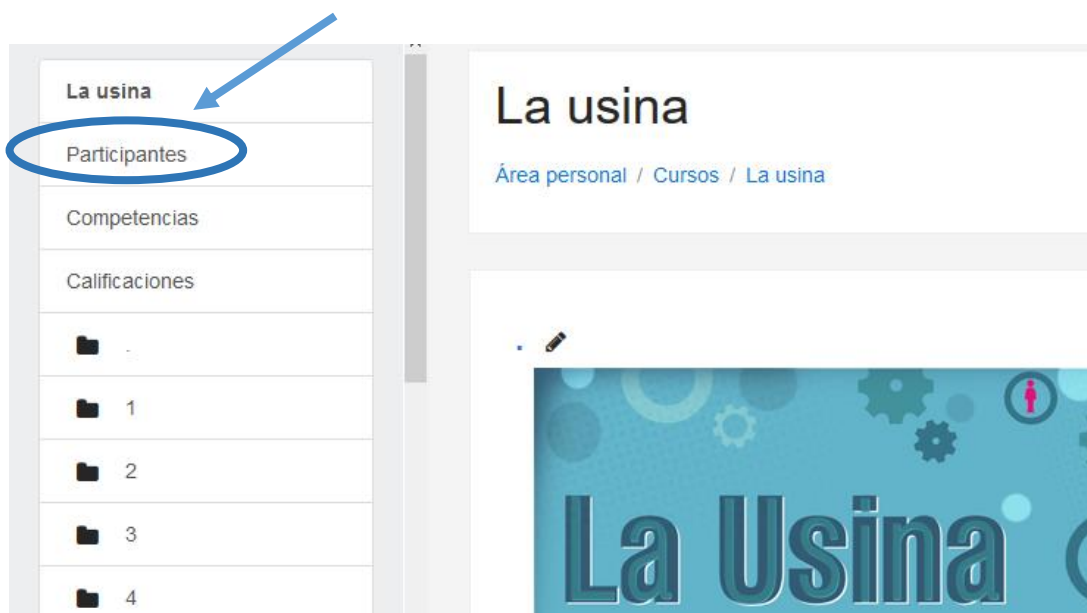 La usina
Participantes
Competencias
Calificaciones
.
1
2
3
4
La usina
Área personal / Cursos / La usina
La Usina